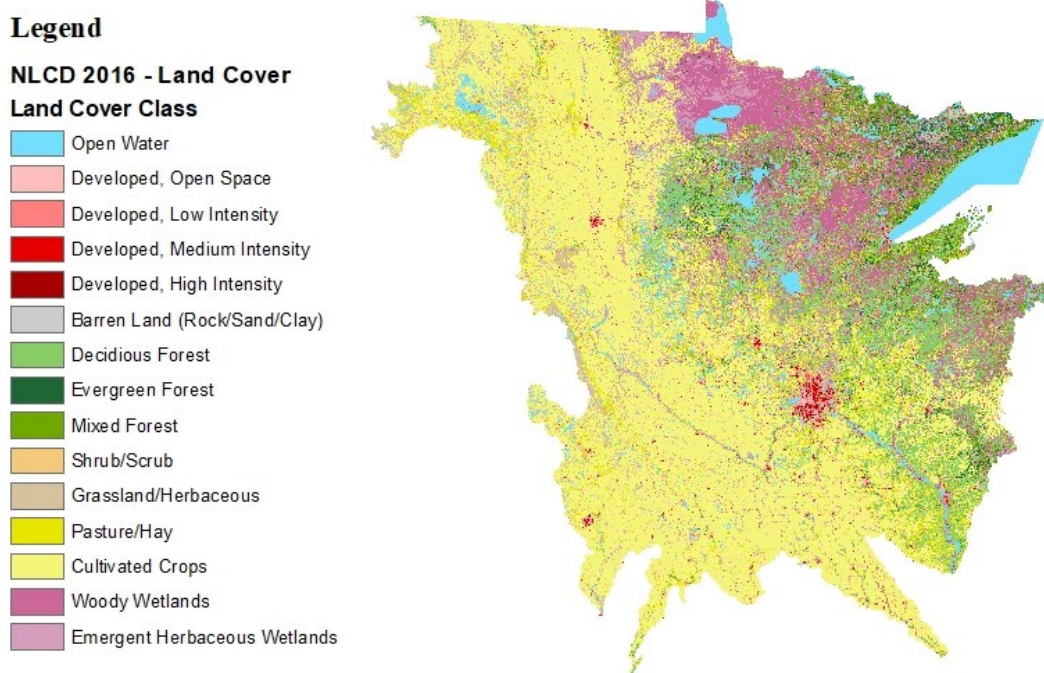 Legend
NLCD 2016 - Land Cover
Land Cover Class
Open Water
Developed, Open Space
Developed, Low Intensity
Developed, Medium Intensity
Developed, High Intensity
Barren Land (Rock/Sand/Clay)
Decidious Forest
Evergreen Forest
Mixed Forest
Shrub/Scrub
Grassland/Herbaceous
Pasture/Hay
Cultivated Crops
Woody Wetlands
Emergent Herbaceous Wetlands